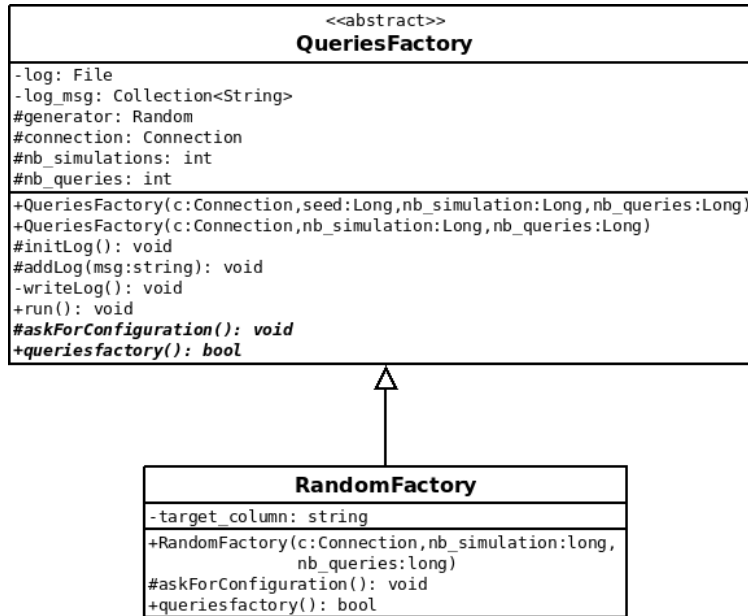 <<abstract>>
QueriesFactory
-log: File
-log_msg: Collection<String>
#generator: Random
#connection: Connection
#nb_simulations: int
#nb_queries: int
+QueriesFactory(c:Connection,seed:Long,nb_simulation:Long,nb_queries:Long)
+QueriesFactory(c:Connection,nb_simulation:Long,nb_queries:Long)
#initLog(): void
#addLog(msg:string): void
-writeLog(): void
+run(): void
#askForConfiguration(): void
+queriesfactory(): bool
RandomFactory
-target_column: string
+RandomFactory(c:Connection,nb_simulation:long,
nb_queries:long)
#askForConfiguration(): void
+queriesfactory(): bool